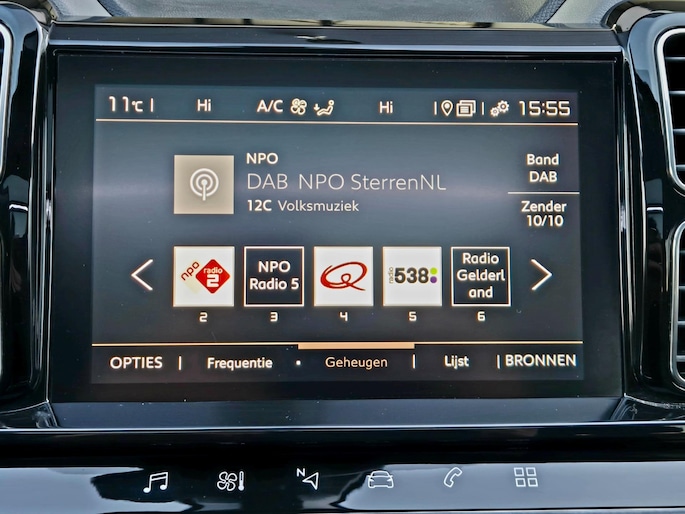 11°C | Hi A/C Hi | | 15:55
NPO
DAB NPO SterrenNL
12C Volksmuziek
Band
DAB
Zender
10/10
npo radio 2
NPO
Radio 5
Q
radio 538
Radio
Gelderl
and
2 3 4 5 6
OPTIES | Frequentie • Geheugen | Lijst | BRONNEN
N